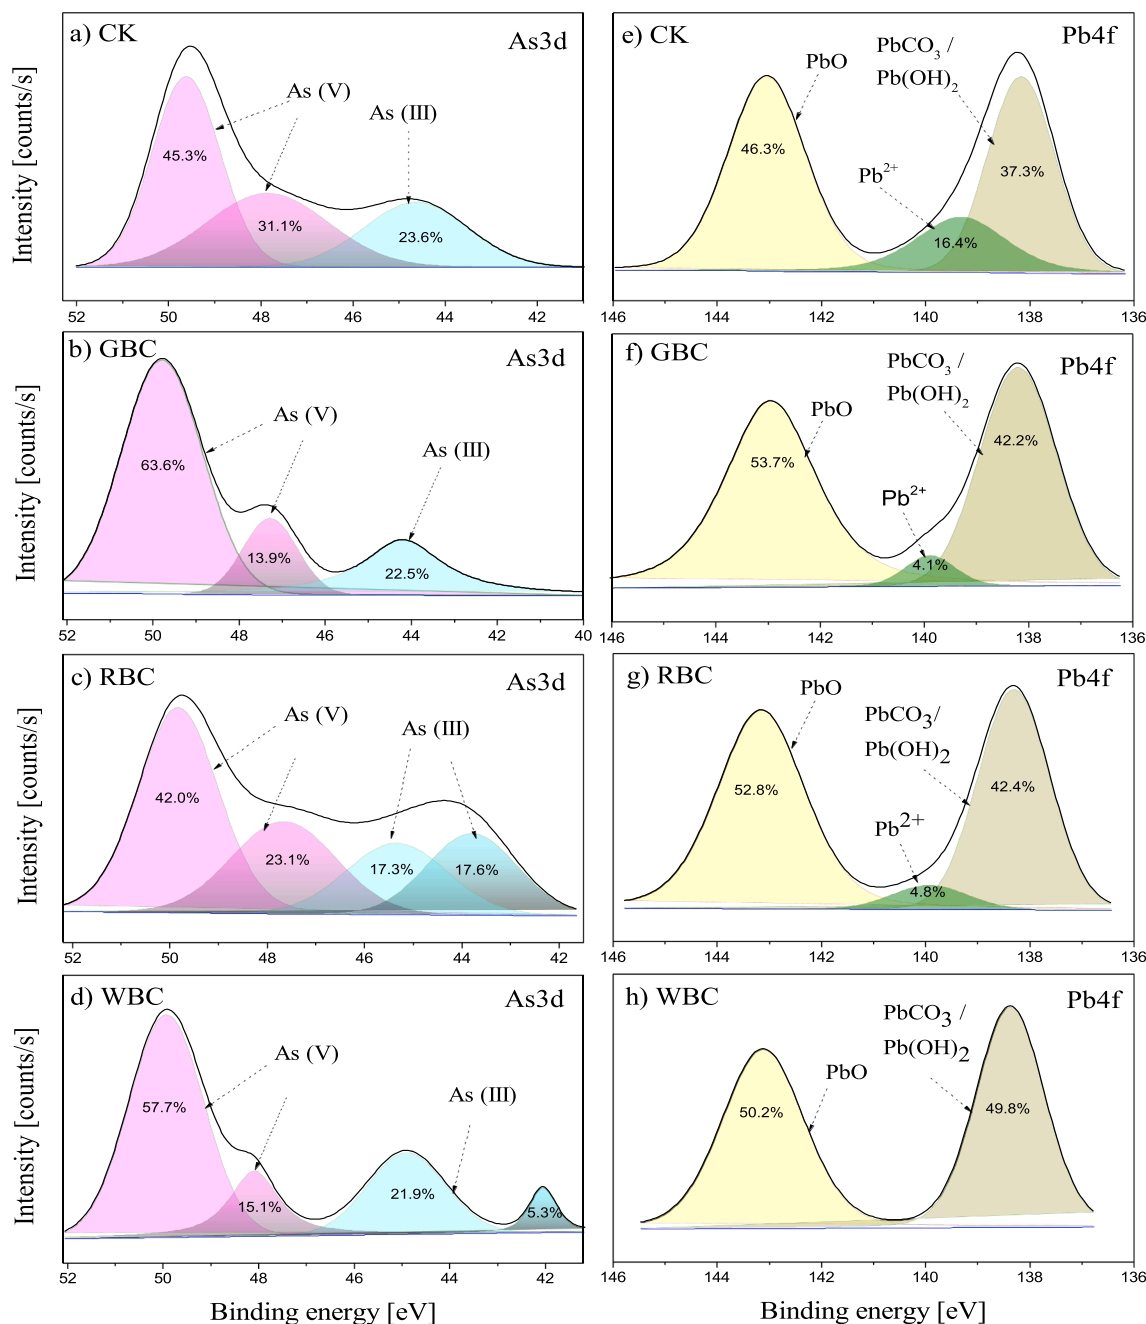 a) CK
As3d
As (V)
As (III)
45.3%
31.1%
23.6%
Intensity [counts/s]
52 50 48 46 44 42
e) CK
Pb4f
PbO
PbCO3 /
Pb(OH)2
Pb2+
46.3%
37.3%
16.4%
146 144 142 140 138 136
b) GBC
As3d
As (V)
As (III)
63.6%
13.9%
22.5%
Intensity [counts/s]
52 50 48 46 44 42 40
f) GBC
Pb4f
PbCO3 /
Pb(OH)2
PbO
Pb2+
53.7%
42.2%
4.1%
146 144 142 140 138 136
c) RBC
As3d
As (V)
As (III)
42.0%
23.1%
17.3%
17.6%
Intensity [counts/s]
52 50 48 46 44 42
g) RBC
Pb4f
PbO
PbCO3/
Pb(OH)2
Pb2+
52.8%
42.4%
4.8%
146 144 142 140 138 136
d) WBC
As3d
As (V)
As (III)
57.7%
15.1%
21.9%
5.3%
Intensity [counts/s]
52 50 48 46 44 42
Binding energy [eV]
h) WBC
Pb4f
PbCO3 /
Pb(OH)2
PbO
50.2%
49.8%
146 144 142 140 138 136
Binding energy [eV]